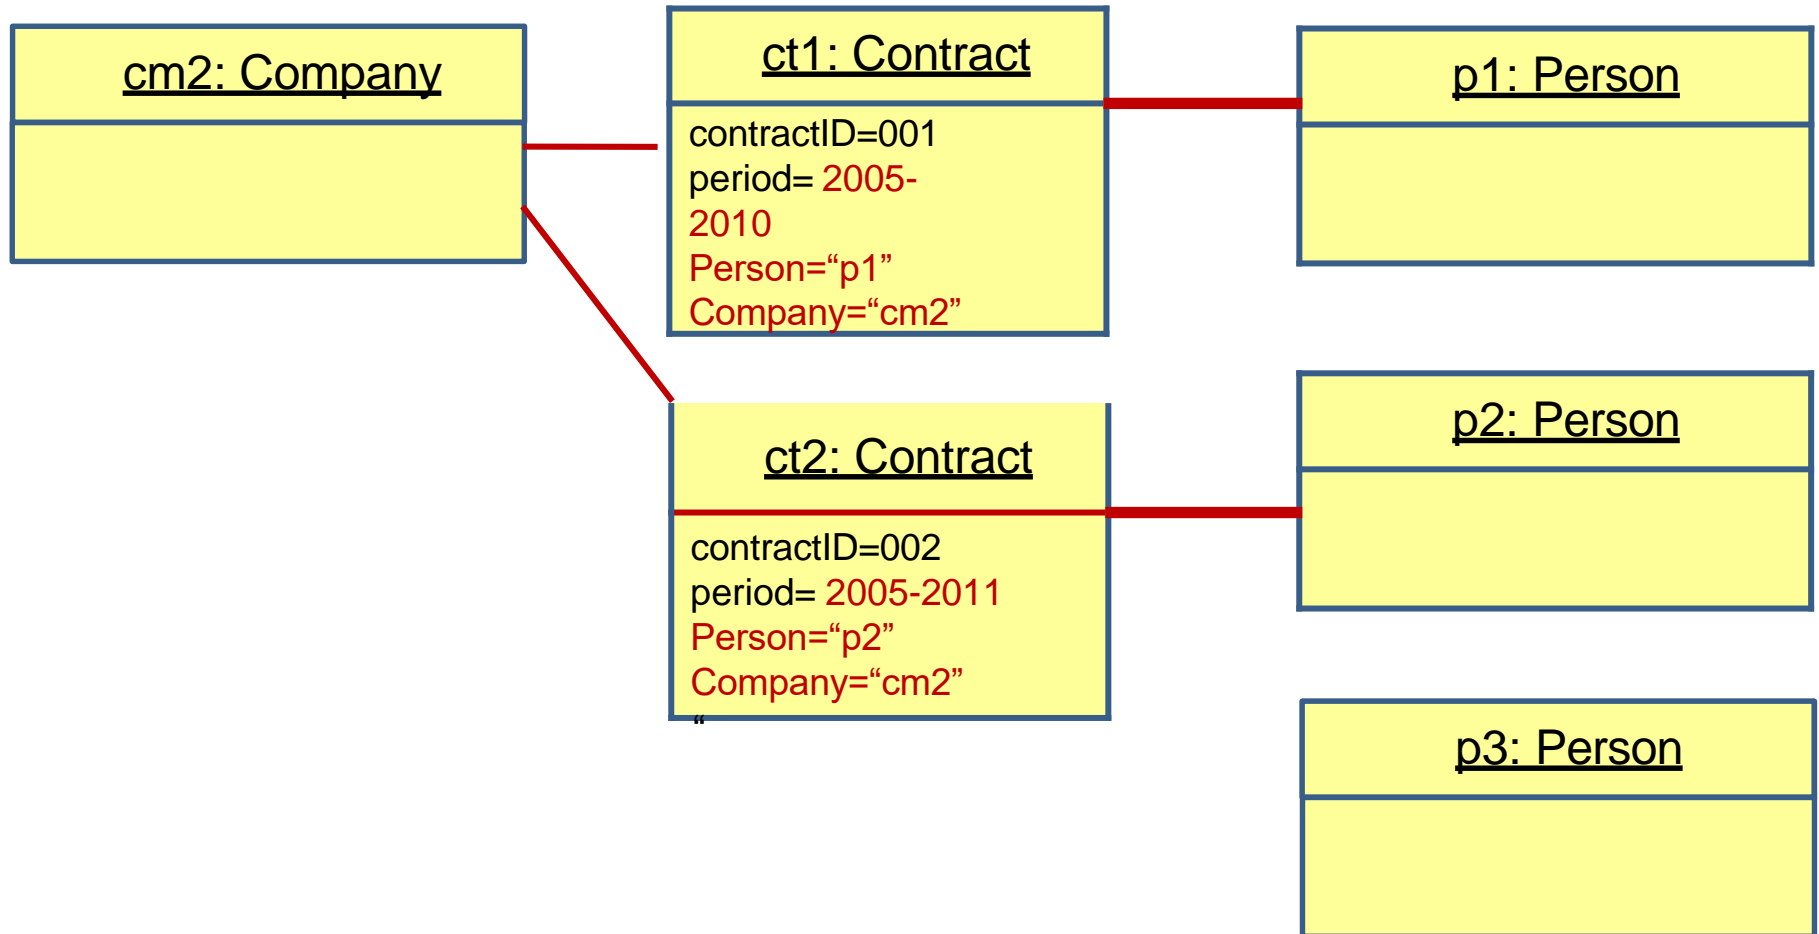 cm2: Company
ct1: Contract
contractID=001
period= 2005-
2010
Person=“p1”
Company=“cm2”
p1: Person
ct2: Contract
contractID=002
period= 2005-2011
Person=“p2”
Company=“cm2”
“
p2: Person
p3: Person